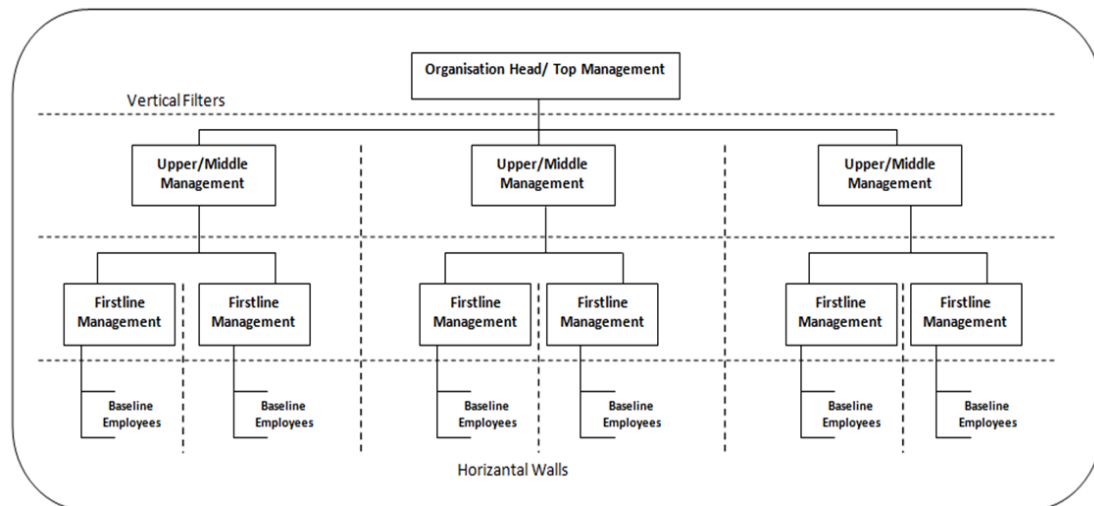 Organisation Head/ Top Management
Vertical Filters
Upper/Middle
Management
Upper/Middle
Management
Upper/Middle
Management
Firstline
Management
Firstline
Management
Firstline
Management
Firstline
Management
Firstline
Management
Firstline
Management
Baseline
Employees
Baseline
Employees
Baseline
Employees
Baseline
Employees
Baseline
Employees
Baseline
Employees
Horizantal Walls